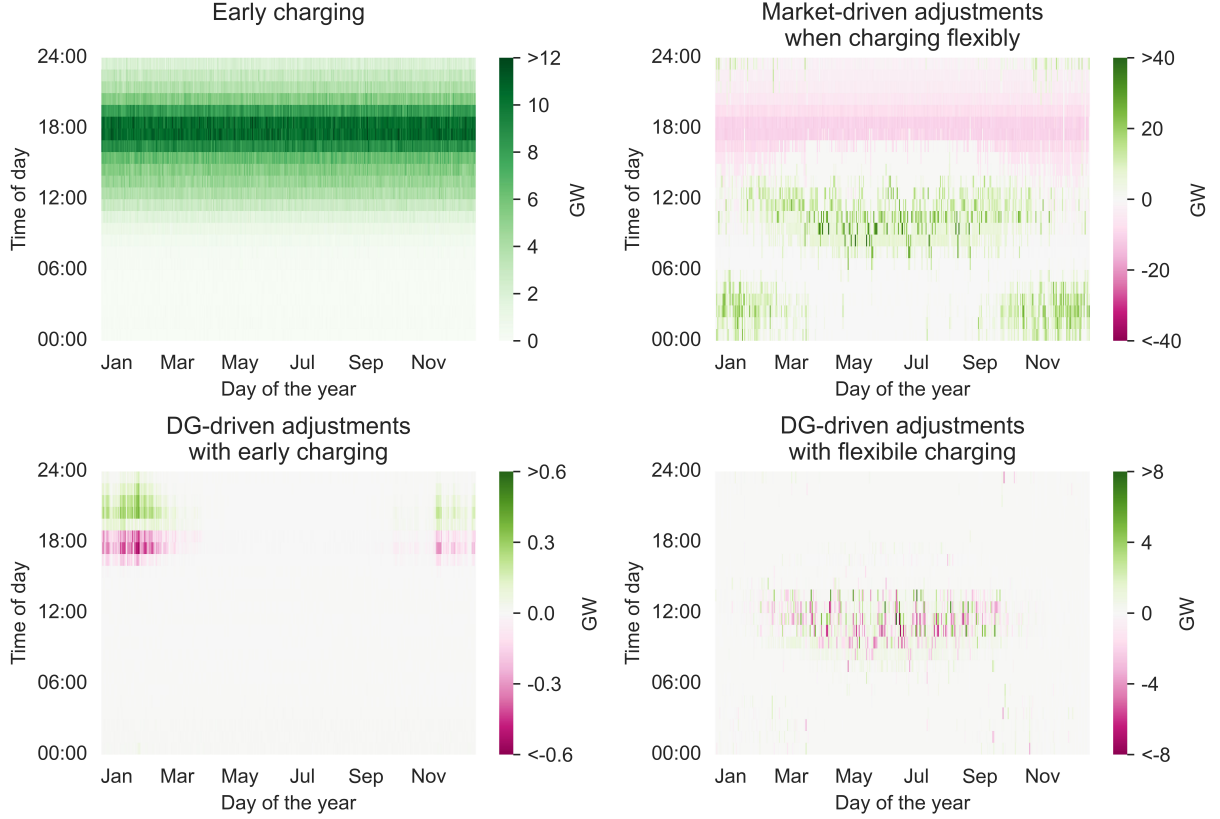 Early charging
24:00
18:00
12:00
06:00
00:00
Time of day
Jan Mar May Jul Sep Nov
Day of the year
>12
10
8
6
4
2
0
GW
Market-driven adjustments
when charging flexibly
24:00
18:00
12:00
06:00
00:00
Time of day
Jan Mar May Jul Sep Nov
Day of the year
>40
20
0
-20
<-40
GW
DG-driven adjustments
with early charging
24:00
18:00
12:00
06:00
00:00
Time of day
Jan Mar May Jul Sep Nov
Day of the year
>0.6
0.3
0.0
-0.3
<-0.6
GW
DG-driven adjustments
with flexibile charging
24:00
18:00
12:00
06:00
00:00
Time of day
Jan Mar May Jul Sep Nov
Day of the year
>8
4
0
-4
<-8
GW